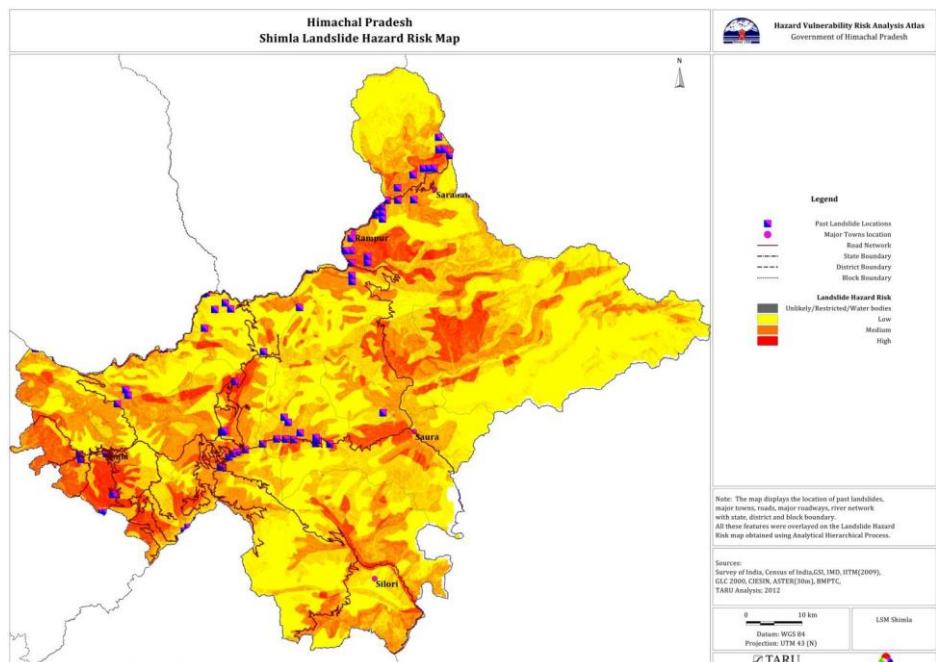 Himachal Pradesh
Shimla Landslide Hazard Risk Map
Hazard Vulnerability Risk Analysis Atlas
Government of Himachal Pradesh
N
Rampur
Saura
Silori
Legend
Past Landslide Locations
Major Towns location
Road Network
State Boundary
District Boundary
Block Boundary
Landslide Hazard Risk
Unlikely/Restricted/Water bodies
Low
Medium
High
Note: The map displays the location of past landslides,
major towns, roads, major roadways, river network
with state, district and block boundary.
All these features were overlayed on the Landslide Hazard
Risk map obtained using Analytical Hierarchical Process.
Sources:
Survey of India, Census of India,GSI, IMD, IITM(2009),
GLC 2000, CIESIN, ASTER(30m), BMPTC,
TARU Analysis; 2012
0 10 km
Datum: WGS 84
Projection: UTM 43 (N)
LSM Shimla
TARU